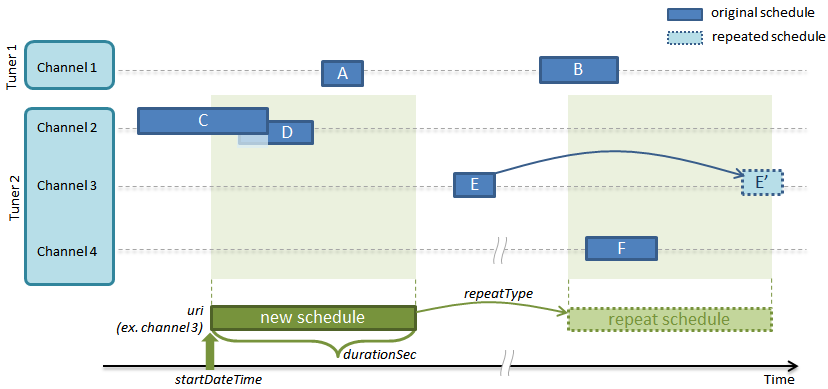 original schedule
repeated schedule
Tuner 1
Channel 1
A
B
Tuner 2
Channel 2
C
D
Channel 3
E
E’
Channel 4
F
repeatType
uri
(ex. channel 3)
new schedule
repeat schedule
durationSec
startDateTime
Time